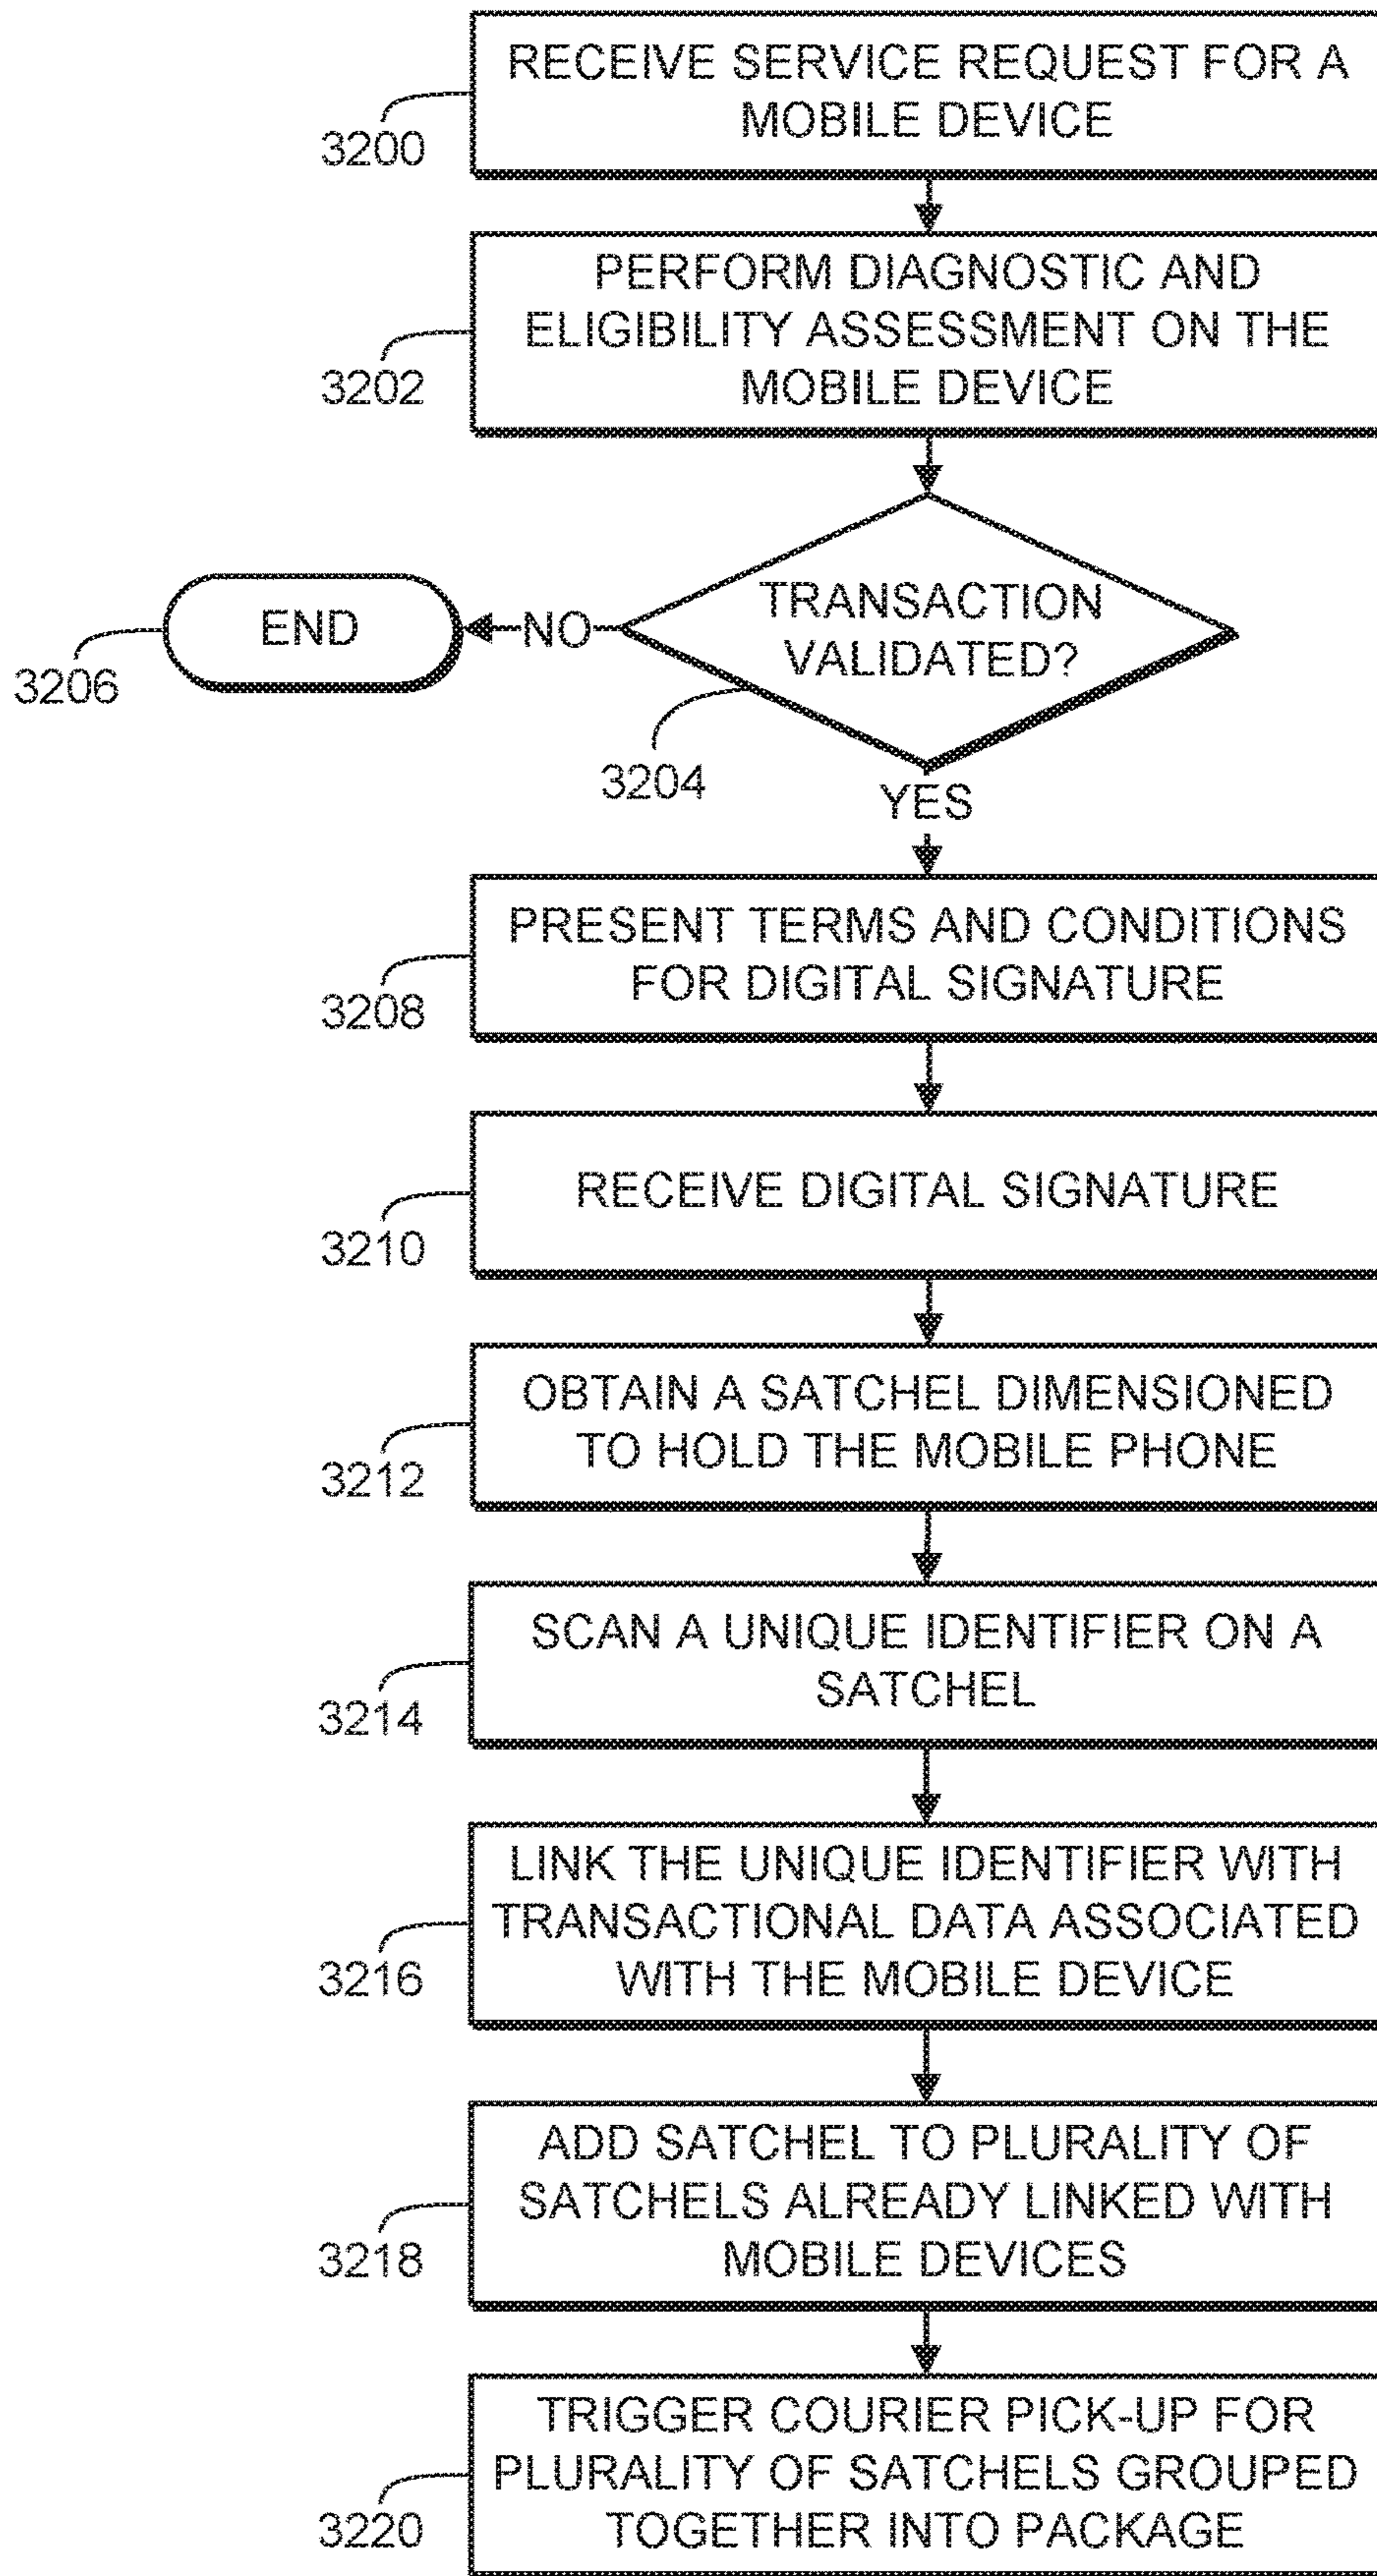 RECEIVE SERVICE REQUEST FOR A
MOBILE DEVICE
3200
PERFORM DIAGNOSTIC AND
ELIGIBILITY ASSESSMENT ON THE
MOBILE DEVICE
3202
TRANSACTION
VALIDATED?
3204
NO
END
3206
YES
PRESENT TERMS AND CONDITIONS
FOR DIGITAL SIGNATURE
3208
RECEIVE DIGITAL SIGNATURE
3210
OBTAIN A SATCHEL DIMENSIONED
TO HOLD THE MOBILE PHONE
3212
SCAN A UNIQUE IDENTIFIER ON A
SATCHEL
3214
LINK THE UNIQUE IDENTIFIER WITH
TRANSACTIONAL DATA ASSOCIATED
WITH THE MOBILE DEVICE
3216
ADD SATCHEL TO PLURALITY OF
SATCHELS ALREADY LINKED WITH
MOBILE DEVICES
3218
TRIGGER COURIER PICK-UP FOR
PLURALITY OF SATCHELS GROUPED
TOGETHER INTO PACKAGE
3220